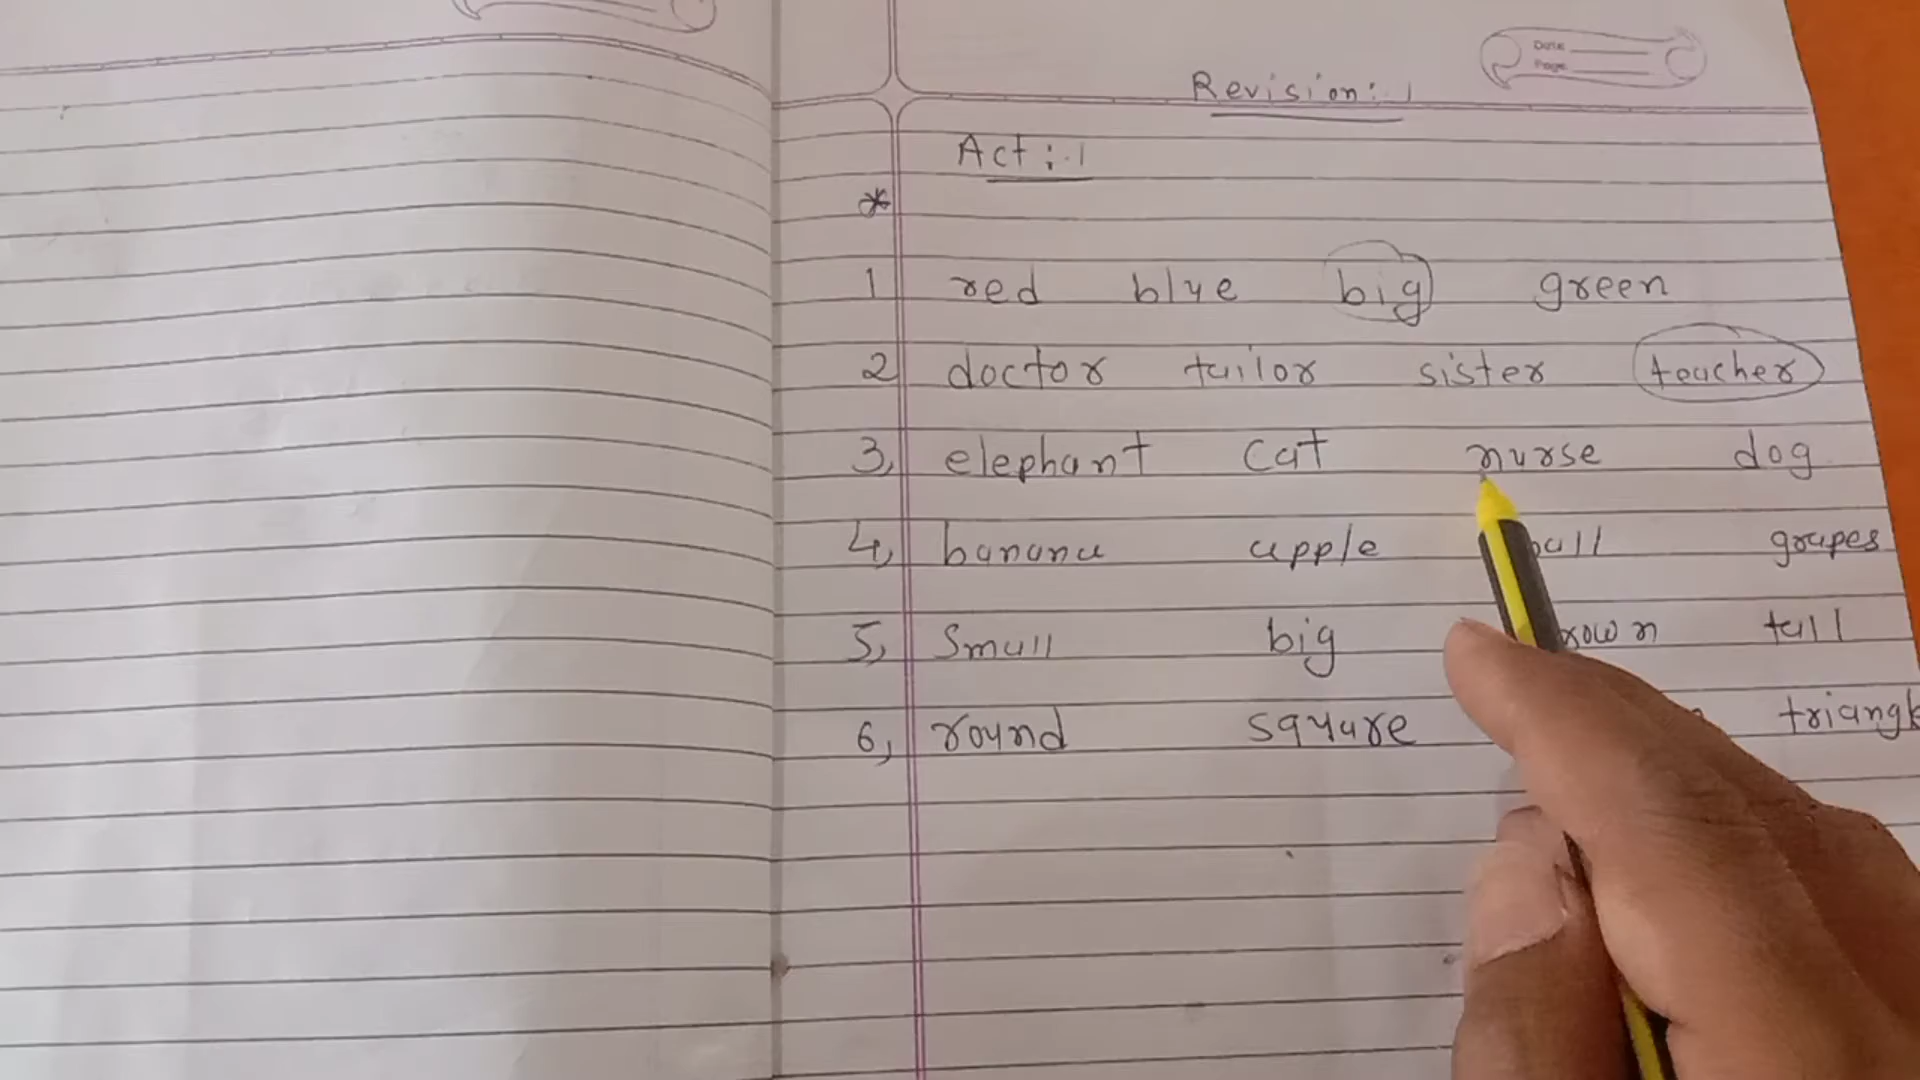 Date
Page
Revision: 1
Act: 1
*
1 red blue big green
2 doctor tailor sister teacher
3, elephant cat nurse dog
4, banana apple grapes
5, Small big tall
6, round square